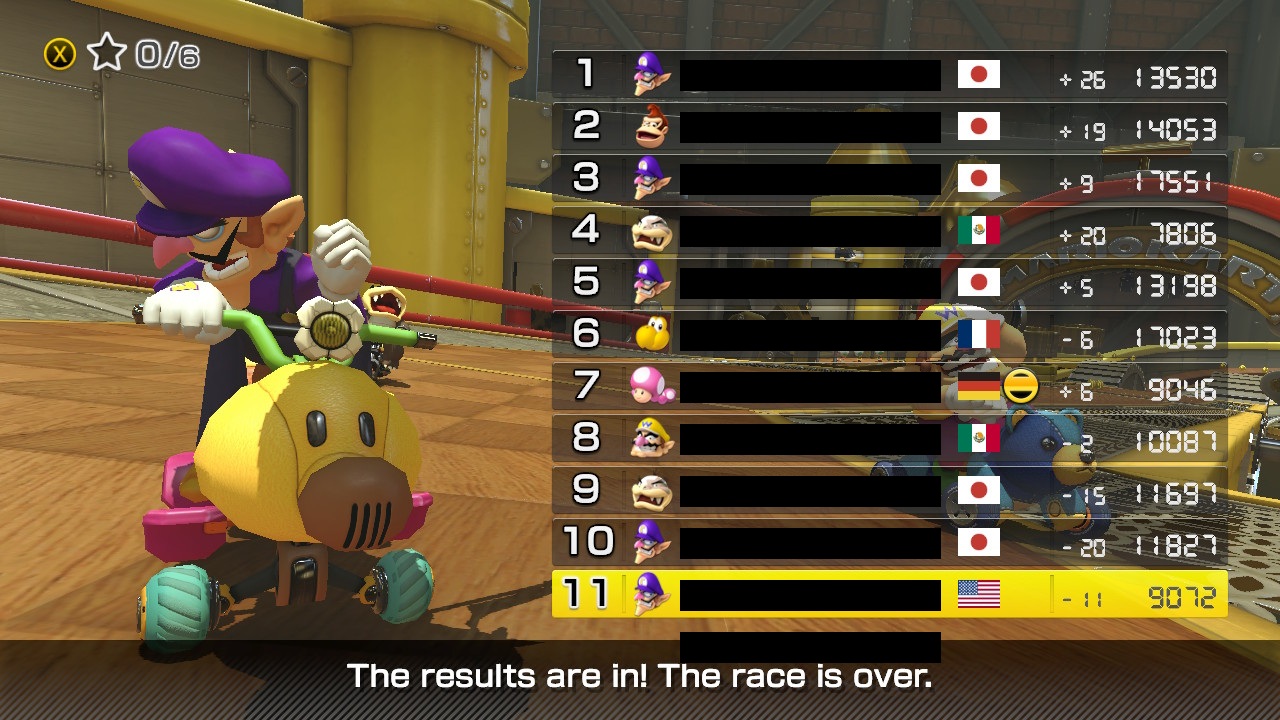 X 0/6
1 + 26 13530
2 + 19 14053
3 + 9 17551
4 + 20 7806
5 + 5 13198
6 - 6 17023
7 + 6 9046
8 - 2 10087
9 - 15 11697
10 - 20 11827
11 - 11 9072
MARIO KART
The results are in! The race is over.